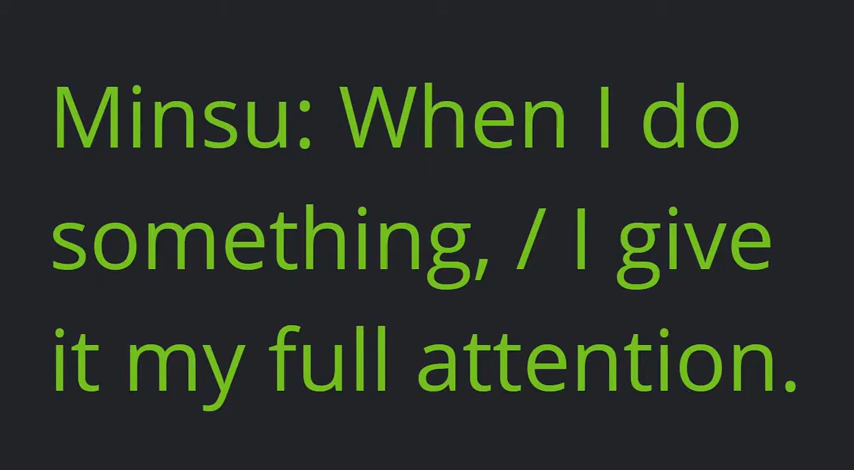 Minsu: When I do
something, / I give
it my full attention.